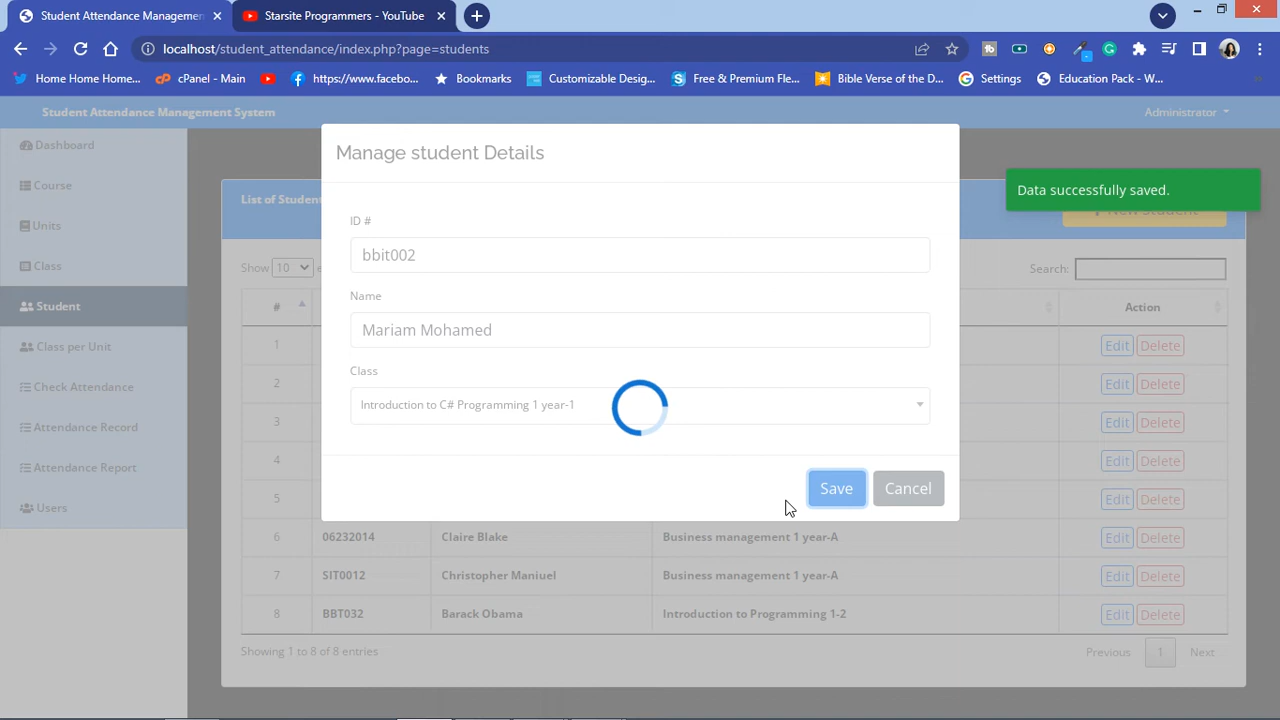 Student Attendance Managemen
Starsite Programmers - YouTube
localhost/student_attendance/index.php?page=students
Home Home Home... cPanel - Main https://www.facebo... Bookmarks Customizable Desig... Free & Premium Fle... Bible Verse of the D... Settings Education Pack - W...
Student Attendance Management System
Administrator
Dashboard
Course
Units
Class
Student
Class per Unit
Check Attendance
Attendance Record
Attendance Report
Users
Manage student Details
ID #
bbit002
Name
Mariam Mohamed
Class
Introduction to C# Programming 1 year-1
Save Cancel
Data successfully saved.
List of Student
New Student
Show 10 e
Search:
# Action
1 Edit Delete
2 Edit Delete
3 Edit Delete
4 Edit Delete
5 Edit Delete
6 06232014 Claire Blake Business management 1 year-A Edit Delete
7 SIT0012 Christopher Maniuel Business management 1 year-A Edit Delete
8 BBT032 Barack Obama Introduction to Programming 1-2 Edit Delete
Showing 1 to 8 of 8 entries
Previous 1 Next